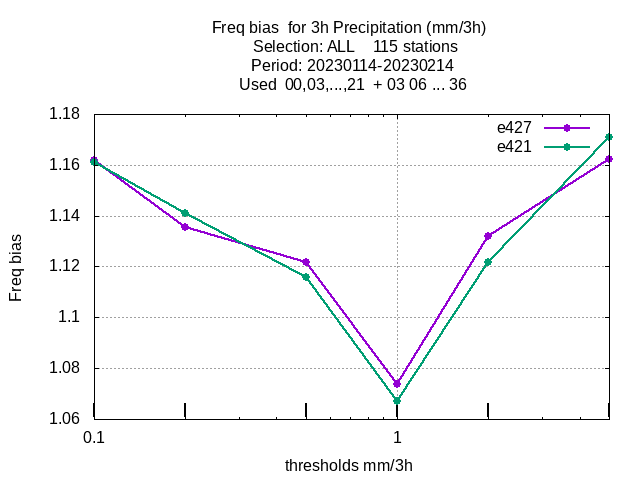 Freq bias  for 3h Precipitation (mm/3h)
Selection: ALL    115 stations
Period: 20230114-20230214
Used  00,03,...,21  + 03 06 ... 36
e427
e421
1.18
1.16
1.14
1.12
1.1
1.08
1.06
Freq bias
0.1
1
thresholds mm/3h